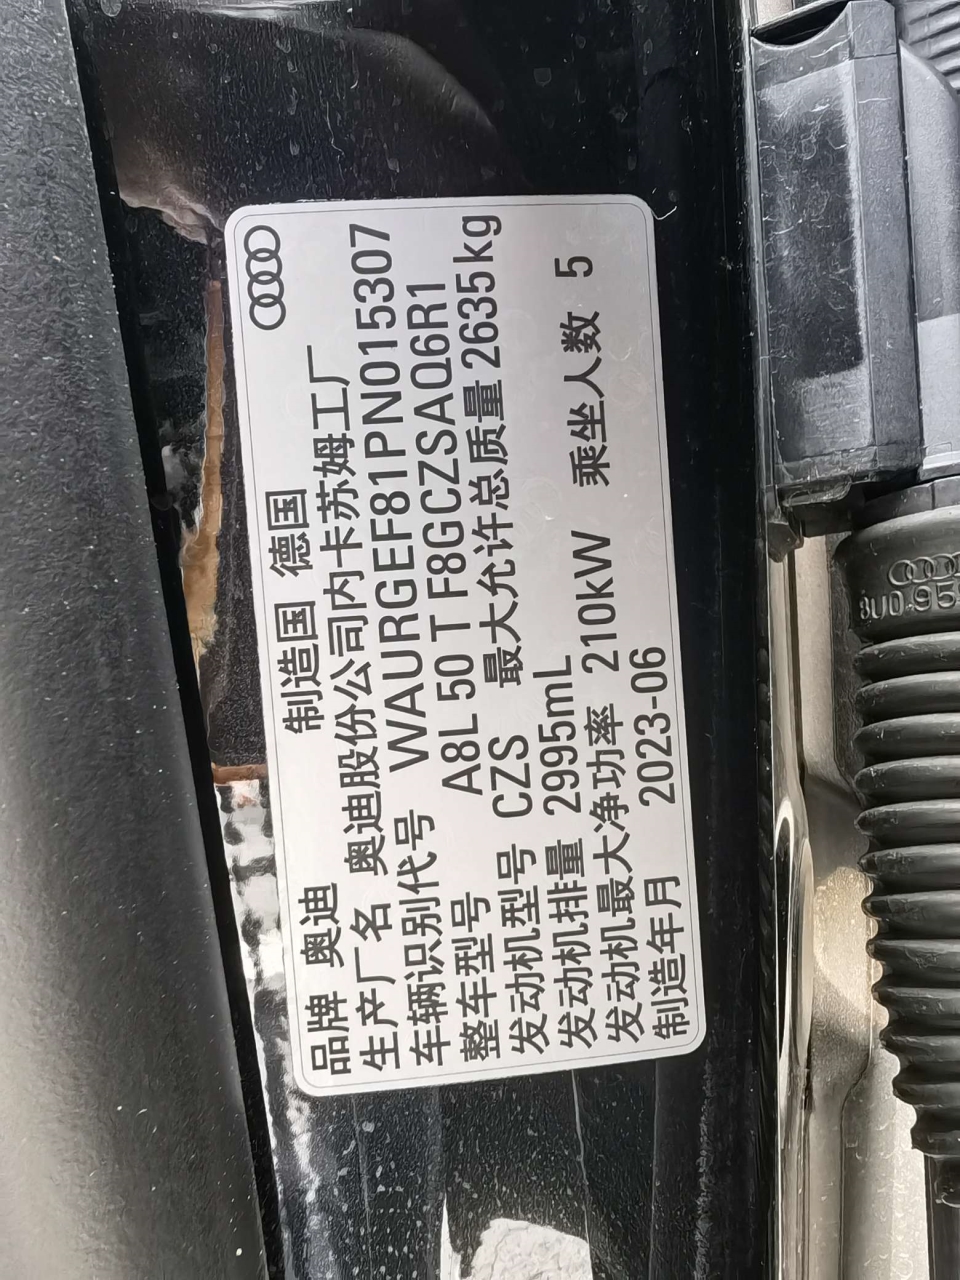 品牌 奥迪 制造国 德国
生产厂名 奥迪股份公司内卡苏姆工厂
车辆识别代号 WAURGEF81PN015307
整车型号 A8L 50 T F8GCZSAQ6R1
发动机型号 CZS 最大允许总质量 2635kg
发动机排量 2995mL
发动机最大净功率 210kW 乘坐人数 5
制造年月 2023-06
8U0 959